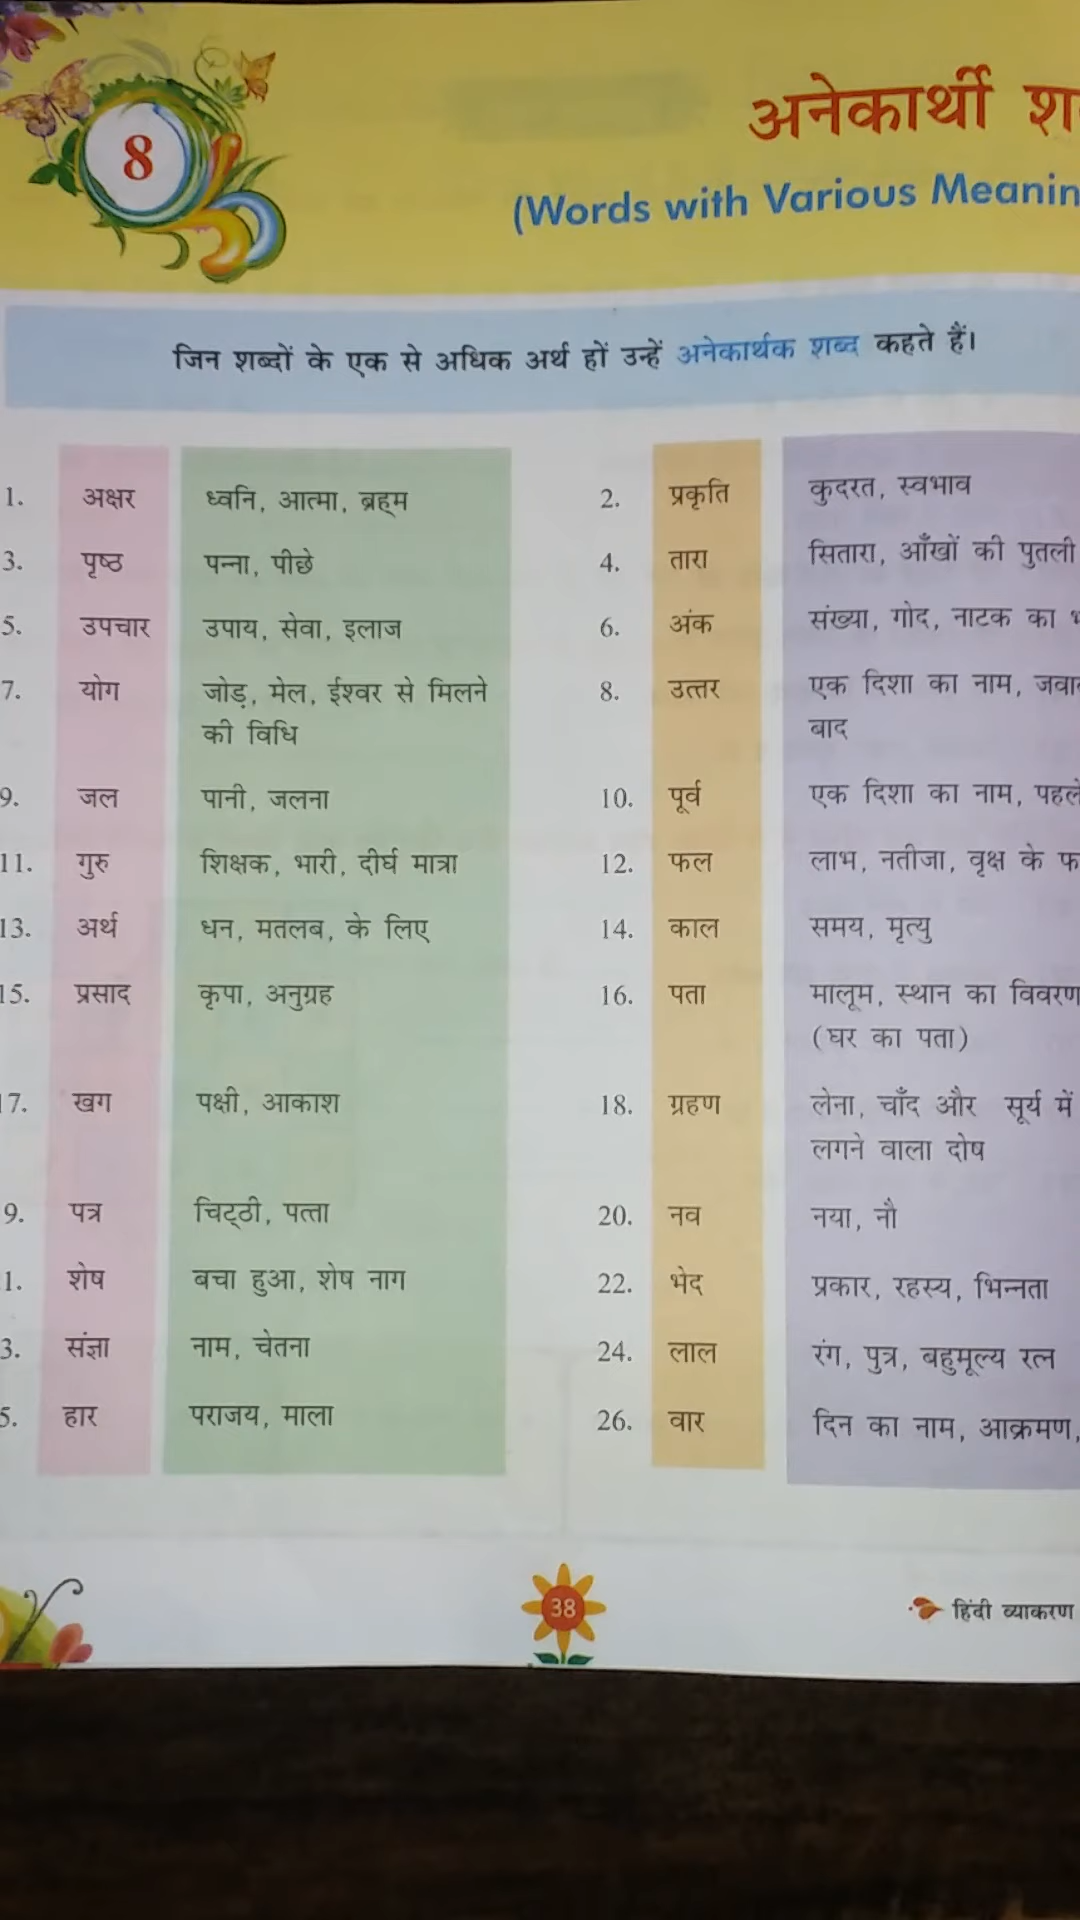 8
अनेकार्थी
(Words with Various
जिन शब्दों के एक से अधिक अर्थ हों उन्हें अनेकार्थक शब्द कहते हैं।
1. अक्षर ध्वनि, आत्मा, ब्रह्म
2. प्रकृति कुदरत, स्वभाव
3. पृष्ठ पन्ना, पीछे
4. तारा सितारा, आँखों की पुतली
5. उपचार उपाय, सेवा, इलाज
6. अंक संख्या, गोद, नाटक का
7. योग जोड़, मेल, ईश्वर से मिलने
की विधि
8. उत्तर एक दिशा का नाम,
बाद
9. जल पानी, जलना
10. पूर्व एक दिशा का नाम,
11. गुरु शिक्षक, भारी, दीर्घ मात्रा
12. फल लाभ, नतीजा, वृक्ष के
13. अर्थ धन, मतलब, के लिए
14. काल समय, मृत्यु
15. प्रसाद कृपा, अनुग्रह
16. पता मालूम, स्थान का विवरण
(घर का पता)
17. खग पक्षी, आकाश
18. ग्रहण लेना, चाँद और सूर्य में
लगने वाला दोष
9. पत्र चिट्ठी, पत्ता
20. नव नया, नौ
1. शेष बचा हुआ, शेष नाग
22. भेद प्रकार, रहस्य, भिन्नता
3. संज्ञा नाम, चेतना
24. लाल रंग, पुत्र, बहुमूल्य रत्न
5. हार पराजय, माला
26. वार दिन का नाम, आक्रमण,
38
हिंदी व्याकरण